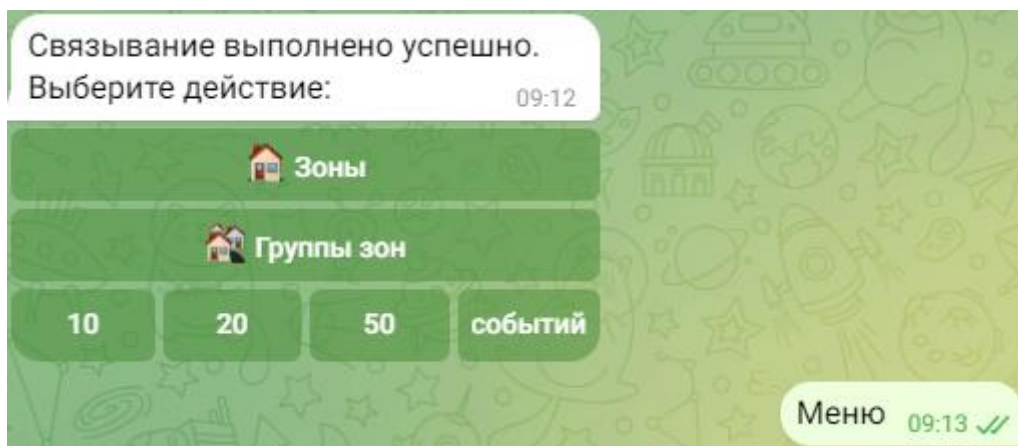 Связывание выполнено успешно.
Выберите действие:
09:12
Зоны
Группы зон
10 20 50 событий
Меню 09:13